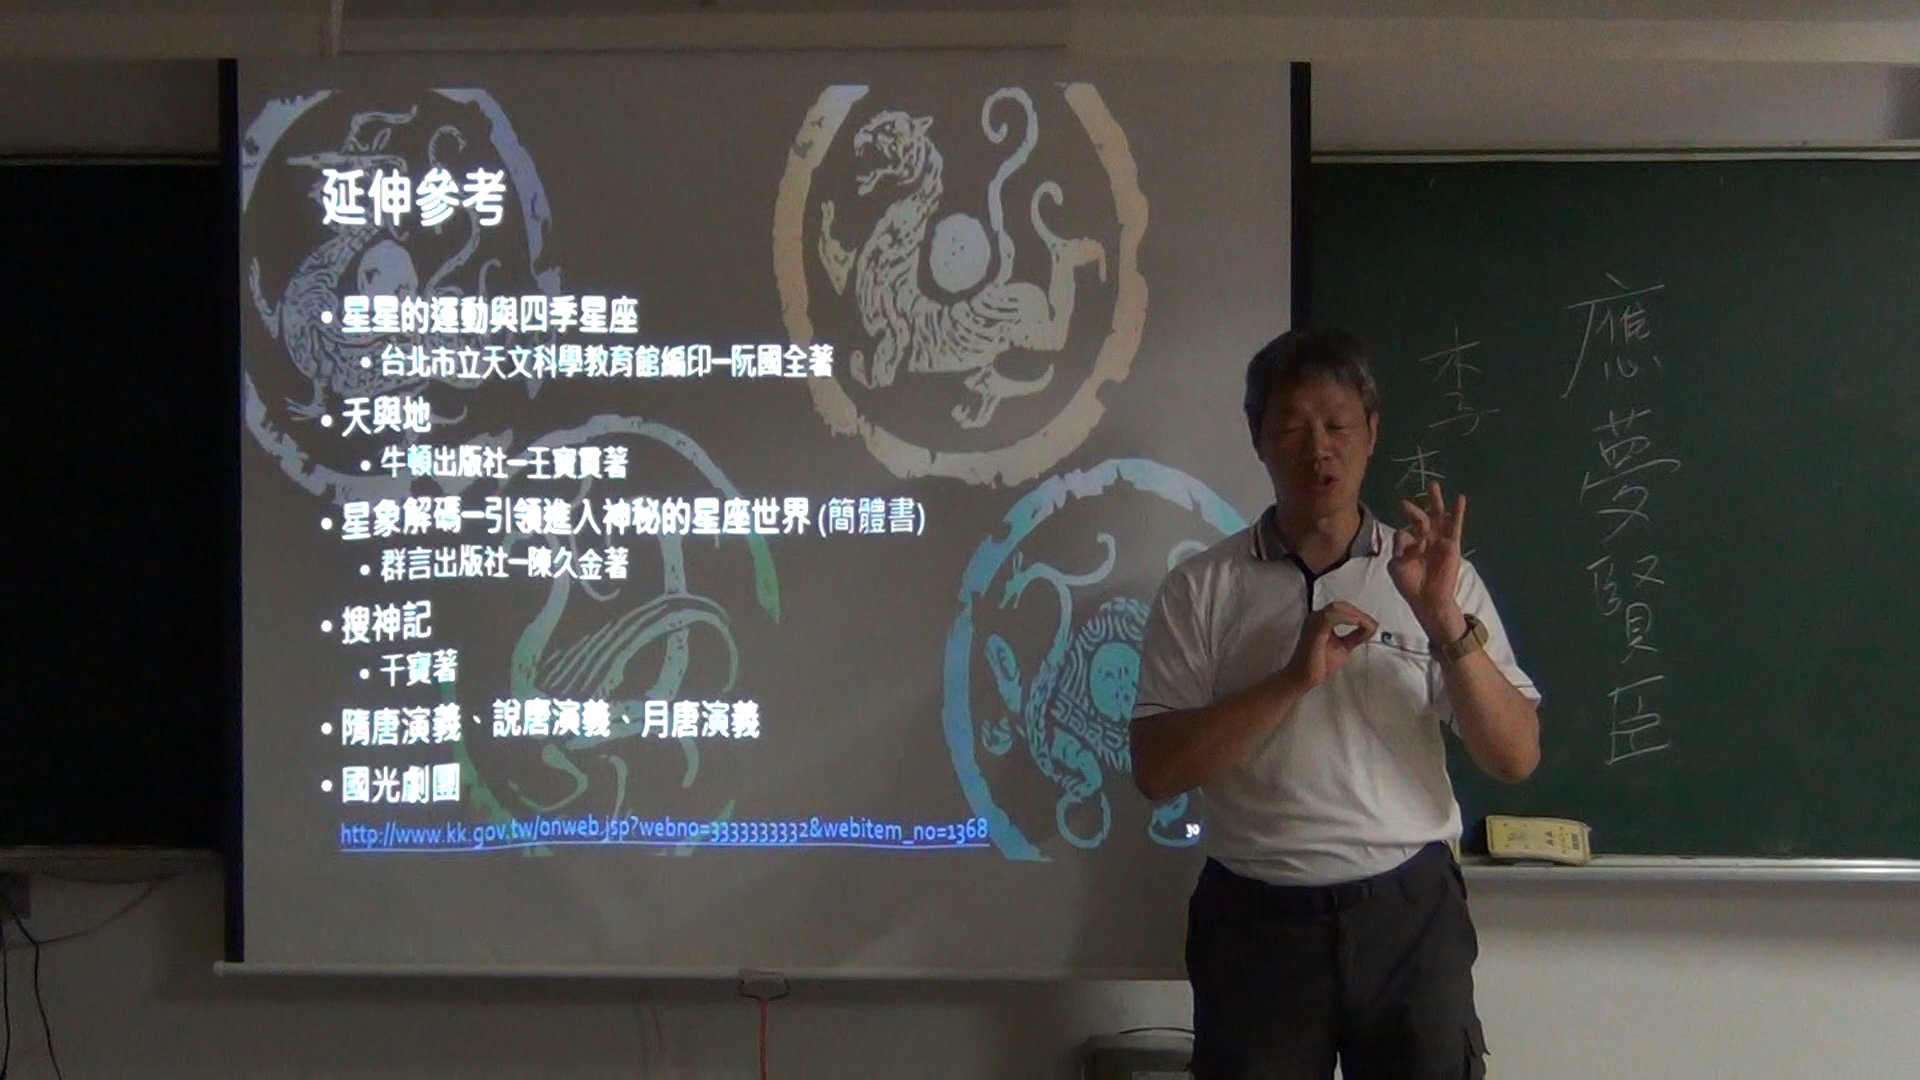 延伸參考
• 星星的運動與四季星座
• 台北市立天文科學教育館編印—阮國全著
• 天與地
• 牛頓出版社—王寶貫著
• 星象解碼—引領進入神秘的星座世界 (簡體書)
• 群言出版社—陳久金著
• 搜神記
• 干寶著
• 隋唐演義、說唐演義、月唐演義
• 國光劇團
http://www.kk.gov.tw/onweb.jsp?webno=3333333332&webitem_no=1368
30
應夢賢臣
李